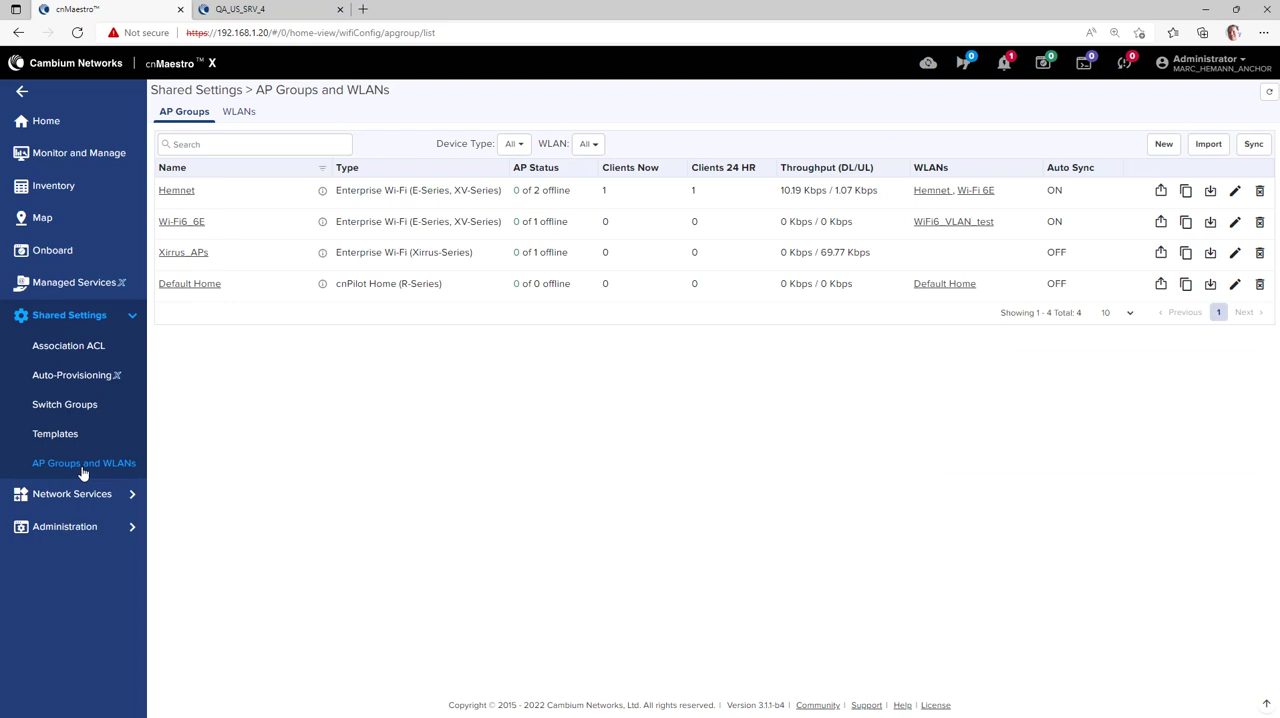 cnMaestro™
QA_US_SRV_4
Not secure
https://192.168.1.20/#/0/home-view/wifiConfig/apgroup/list
Cambium Networks™ | cnMaestro™ X
0
1
0
0
0
Administrator
MARC_HEMANN_ANCHOR
Home
Monitor and Manage
Inventory
Map
Onboard
Managed Services X
Shared Settings
Association ACL
Auto-Provisioning X
Switch Groups
Templates
AP Groups and WLANs
Network Services
Administration
Shared Settings > AP Groups and WLANs
AP Groups WLANs
Search Device Type: All WLAN: All New Import Sync
Name Type AP Status Clients Now Clients 24 HR Throughput (DL/UL) WLANs Auto Sync
Hemnet Enterprise Wi-Fi (E-Series, XV-Series) 0 of 2 offline 1 1 10.19 Kbps / 1.07 Kbps Hemnet , Wi-Fi 6E ON
Wi-Fi6_6E Enterprise Wi-Fi (E-Series, XV-Series) 0 of 1 offline 0 0 0 Kbps / 0 Kbps WiFi6_VLAN_test ON
Xirrus_APs Enterprise Wi-Fi (Xirrus-Series) 0 of 1 offline 0 0 0 Kbps / 69.77 Kbps OFF
Default Home cnPilot Home (R-Series) 0 of 0 offline 0 0 0 Kbps / 0 Kbps Default Home OFF
Showing 1 - 4 Total: 4 10 < Previous 1 Next >
Copyright © 2015 - 2022 Cambium Networks, Ltd. All rights reserved. | Version 3.1.1-b4 | Community | Support | Help | License